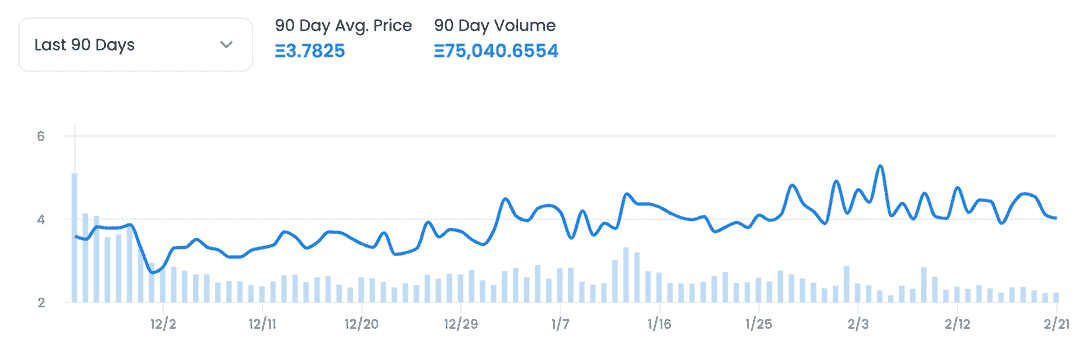 Last 90 Days
90 Day Avg. Price
Ξ3.7825
90 Day Volume
Ξ75,040.6554
6
4
2
12/2 12/11 12/20 12/29 1/7 1/16 1/25 2/3 2/12 2/21